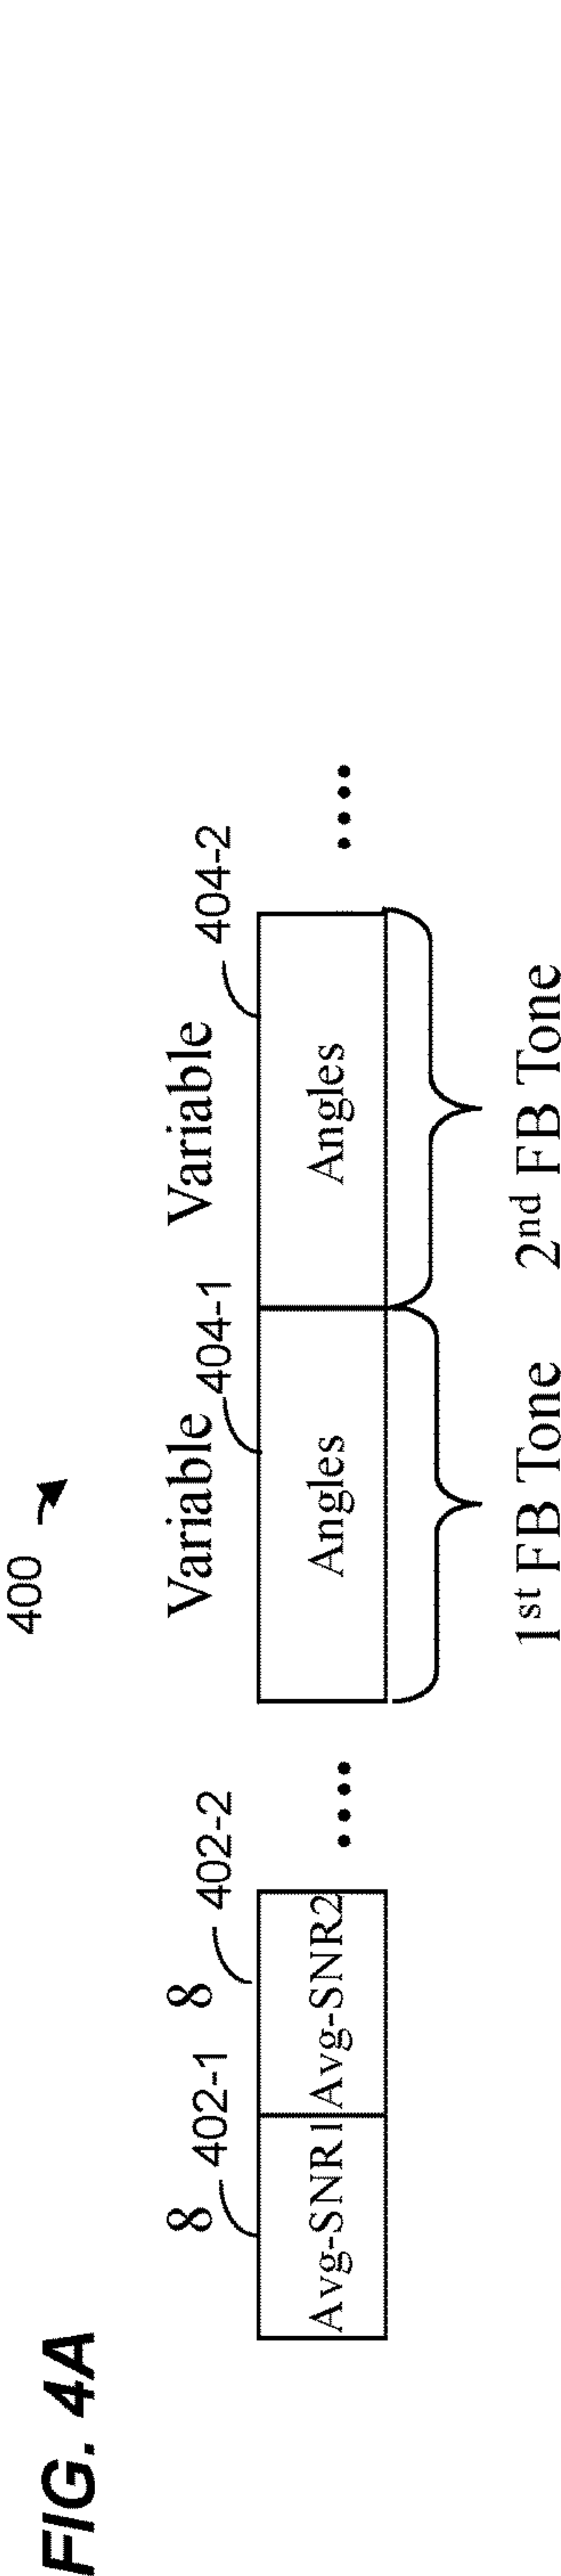 FIG. 4A
400
8
8
Variable
Variable
402-1
402-2
404-1
404-2
Avg-SNR1
Avg-SNR2
....
Angles
Angles
....
1st FB Tone
2nd FB Tone